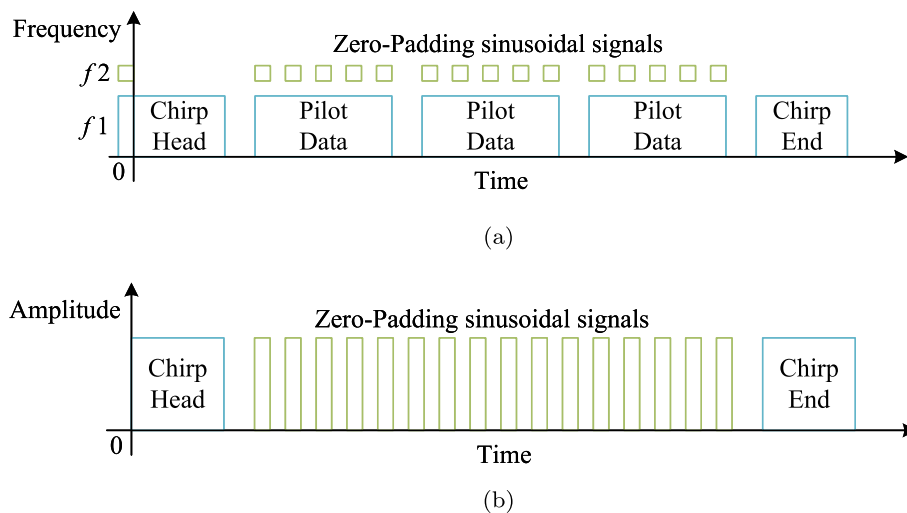 Frequency
Zero-Padding sinusoidal signals
f2
f1
Chirp
Head
Pilot
Data
Pilot
Data
Pilot
Data
Chirp
End
0
Time
(a)
Amplitude
Zero-Padding sinusoidal signals
Chirp
Head
Chirp
End
0
Time
(b)